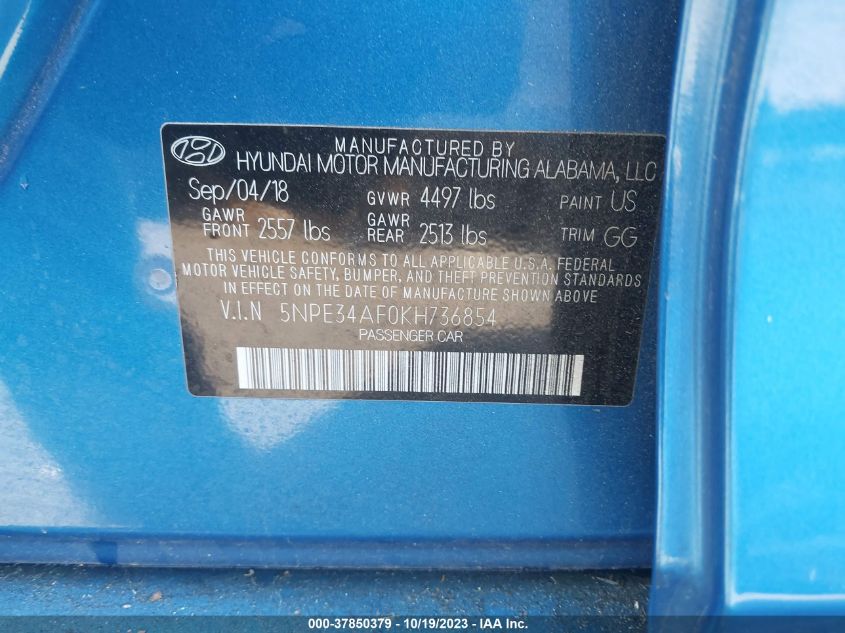 MANUFACTURED BY
HYUNDAI MOTOR MANUFACTURING ALABAMA, LLC
Sep/04/18 GVWR 4497 lbs PAINT US
GAWR FRONT 2557 lbs GAWR REAR 2513 lbs TRIM GG
THIS VEHICLE CONFORMS TO ALL APPLICABLE U.S.A. FEDERAL
MOTOR VEHICLE SAFETY, BUMPER, AND THEFT PREVENTION STANDARDS
IN EFFECT ON THE DATE OF MANUFACTURE SHOWN ABOVE
V.I.N 5NPE34AF0KH736854
PASSENGER CAR
000-37850379 - 10/19/2023 - © IAA Holdings, LLC.